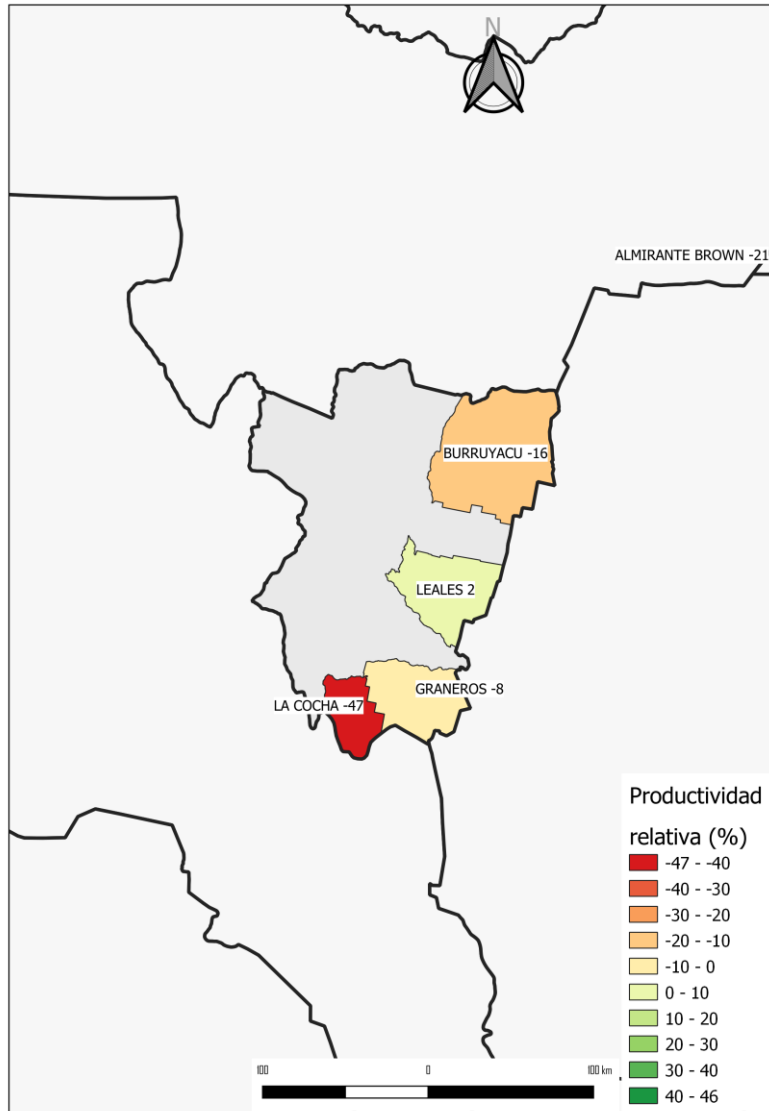 N
ALMIRANTE BROWN -21
BURRUYACU -16
LEALES 2
GRANEROS -8
LA COCHA -47
Productividad
relativa (%)
-47 - -40
-40 - -30
-30 - -20
-20 - -10
-10 - 0
0 - 10
10 - 20
20 - 30
30 - 40
40 - 46
100 0 100 km